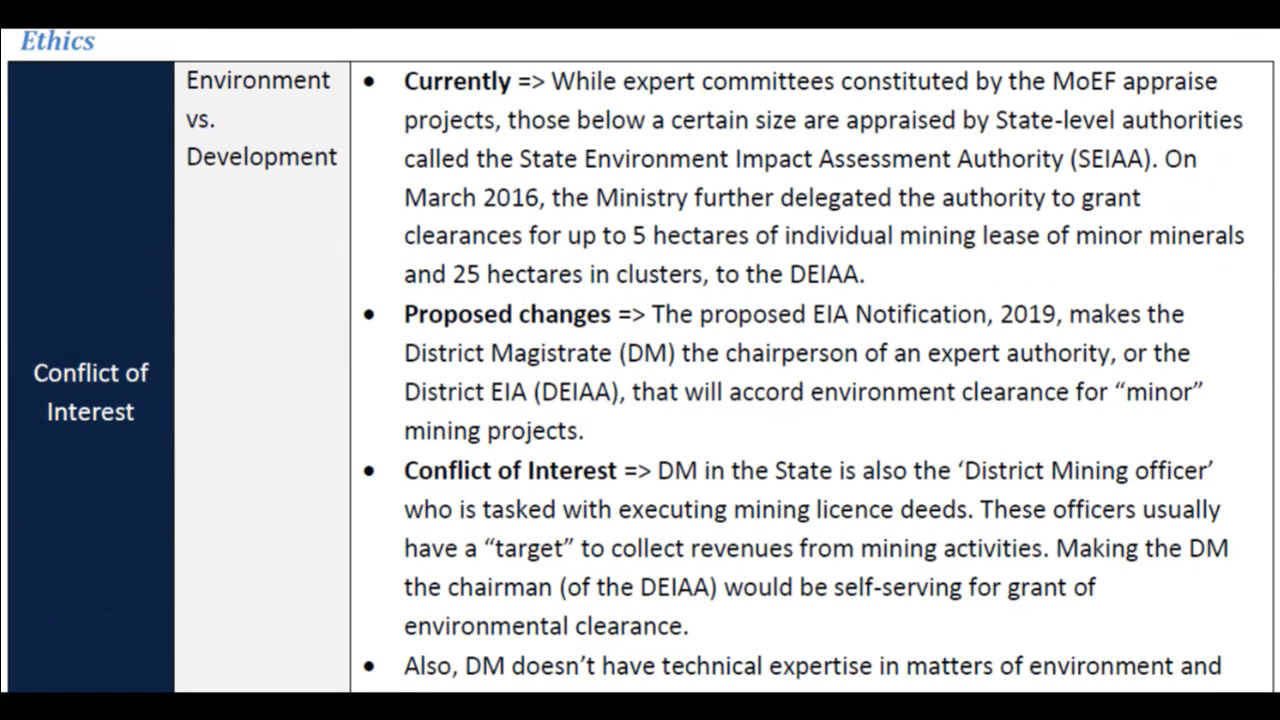 Ethics
Conflict of
Interest
Environment
vs.
Development
• Currently => While expert committees constituted by the MoEF appraise
projects, those below a certain size are appraised by State-level authorities
called the State Environment Impact Assessment Authority (SEIAA). On
March 2016, the Ministry further delegated the authority to grant
clearances for up to 5 hectares of individual mining lease of minor minerals
and 25 hectares in clusters, to the DEIAA.
• Proposed changes => The proposed EIA Notification, 2019, makes the
District Magistrate (DM) the chairperson of an expert authority, or the
District EIA (DEIAA), that will accord environment clearance for “minor”
mining projects.
• Conflict of Interest => DM in the State is also the ‘District Mining officer’
who is tasked with executing mining licence deeds. These officers usually
have a “target” to collect revenues from mining activities. Making the DM
the chairman (of the DEIAA) would be self-serving for grant of
environmental clearance.
• Also, DM doesn’t have technical expertise in matters of environment and